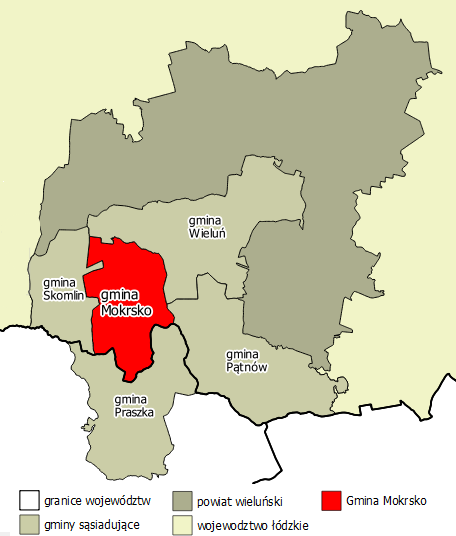 gmina
Wieluń
gmina
Skomlin
gmina
Mokrsko
gmina
Pątnów
gmina
Praszka
granice województw
powiat wieluński
Gmina Mokrsko
gminy sąsiadujące
wojewodztwo łódzkie